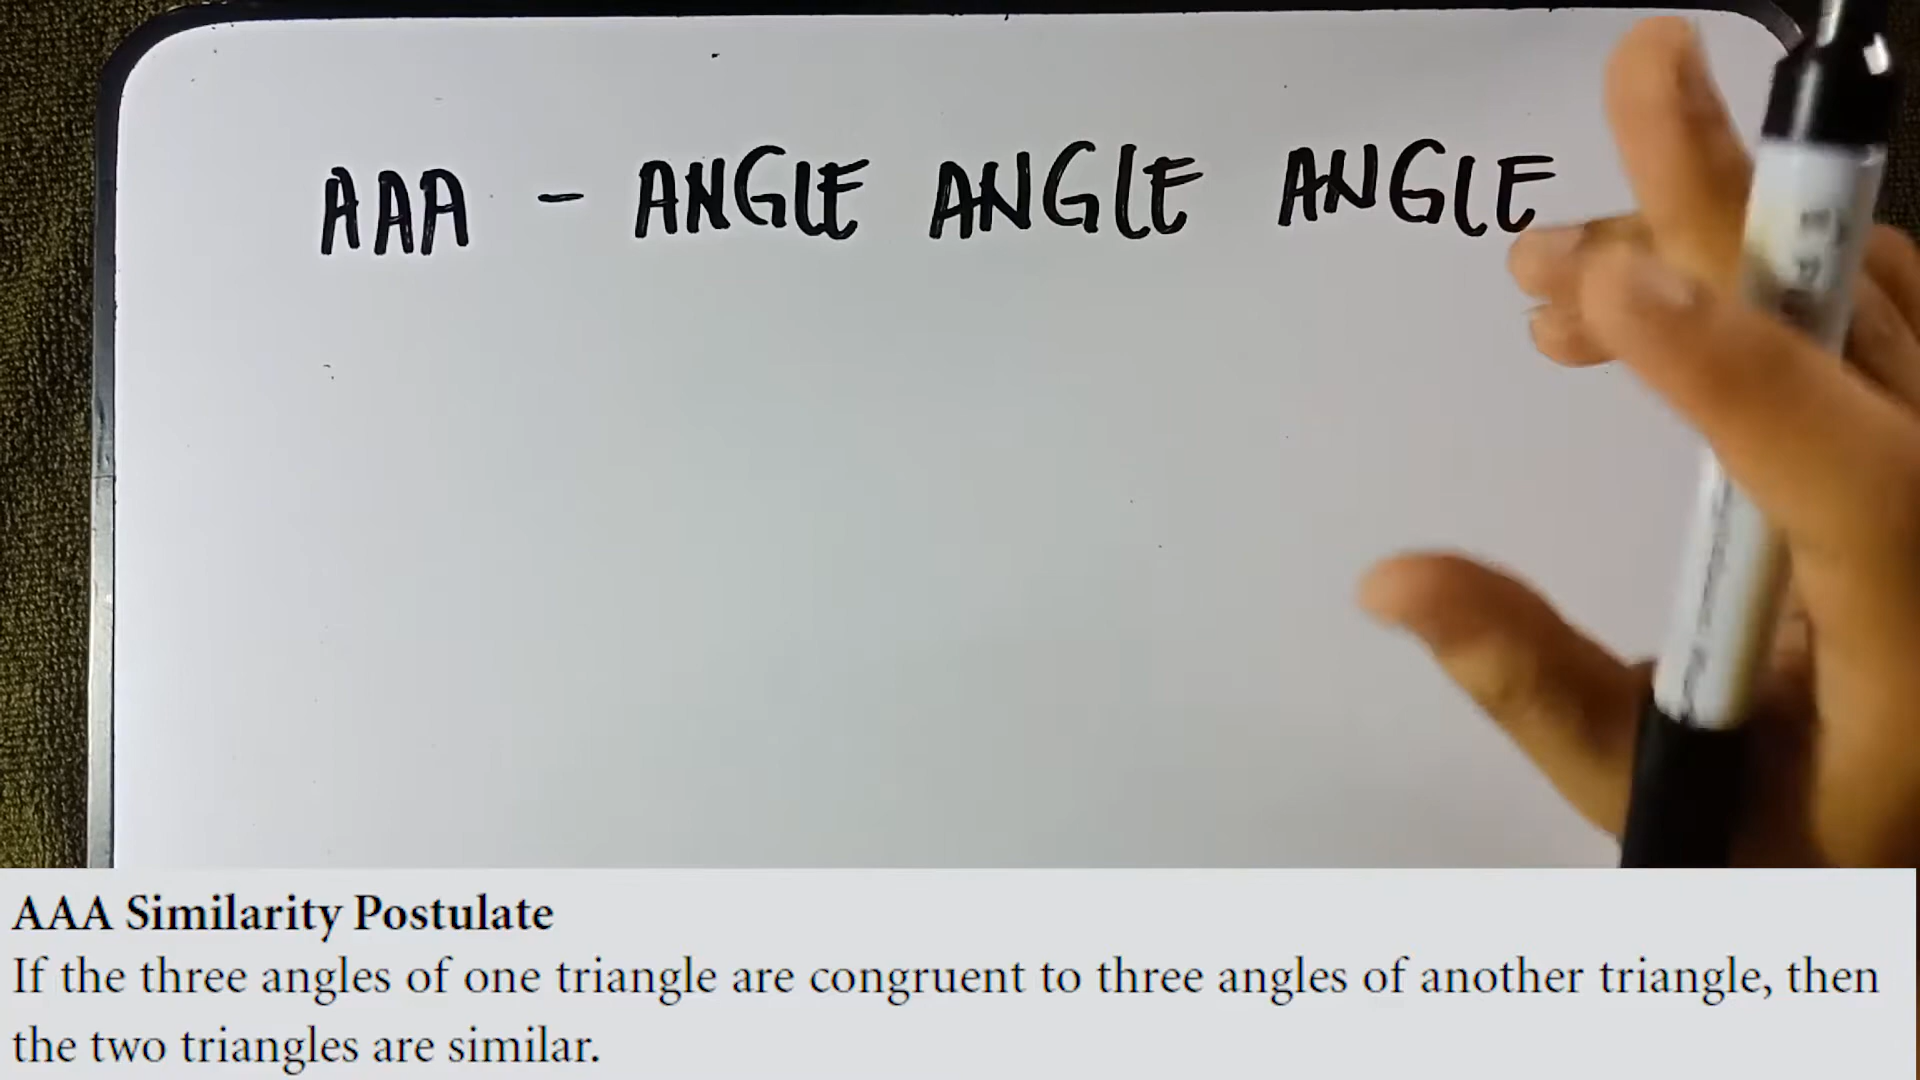 AAA - ANGLE ANGLE ANGLE
AAA Similarity Postulate
If the three angles of one triangle are congruent to three angles of another triangle, then
the two triangles are similar.